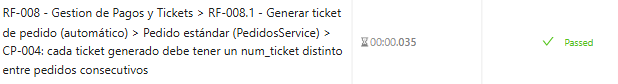 RF-008 - Gestion de Pagos y Tickets > RF-008.1 - Generar ticket
de pedido (automático) > Pedido estándar (PedidosService) >
CP-004: cada ticket generado debe tener un num_ticket distinto
entre pedidos consecutivos
00:00.035
Passed